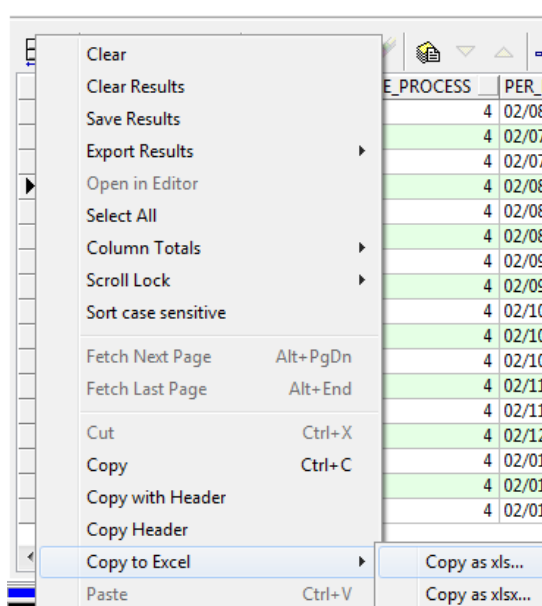 Clear
Clear Results
Save Results
Export Results
Open in Editor
Select All
Column Totals
Scroll Lock
Sort case sensitive
Fetch Next Page Alt+PgDn
Fetch Last Page Alt+End
Cut Ctrl+X
Copy Ctrl+C
Copy with Header
Copy Header
Copy to Excel
Paste Ctrl+V
Copy as xls...
Copy as xlsx...
E_PROCESS PER_
4 02/08
4 02/07
4 02/07
4 02/08
4 02/08
4 02/08
4 02/09
4 02/09
4 02/10
4 02/10
4 02/10
4 02/11
4 02/11
4 02/12
4 02/01
4 02/01
4 02/01